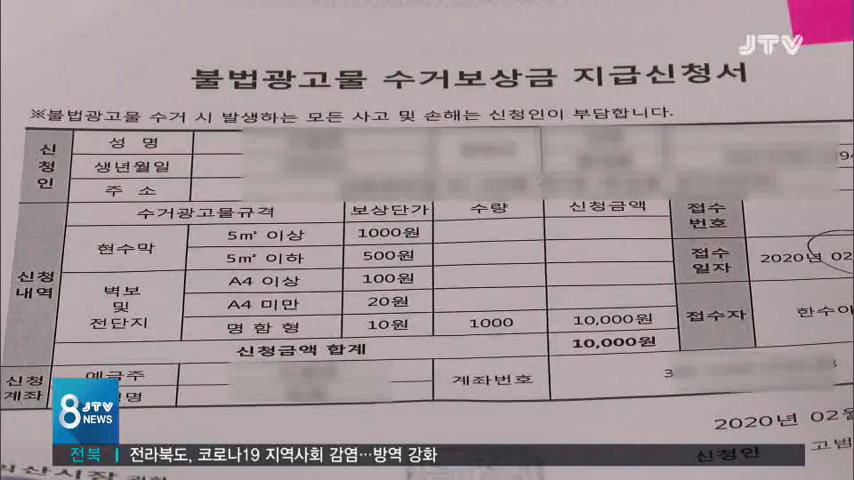 JTV
불법광고물 수거보상금 지급신청서
※불법광고물 수거 시 발생하는 모든 사고 및 손해는 신청인이 부담합니다.
신청인
성 명
생년월일
주 소
94
신청내역
수거광고물규격 보상단가 수량 신청금액 접수번호
현수막 5㎡ 이상 1000원
5㎡ 이하 500원 접수일자 2020년 02
벽보 및 전단지 A4 이상 100원
A4 미만 20원
명 함 형 10원 1000 10,000원 접수자 한수아
신청금액 합계 10,000원
신청계좌
예금주 계좌번호 3
명
2020년 02월
신청인 고범
8 JTV NEWS
전북 전라북도, 코로나19 지역사회 감염…방역 강화